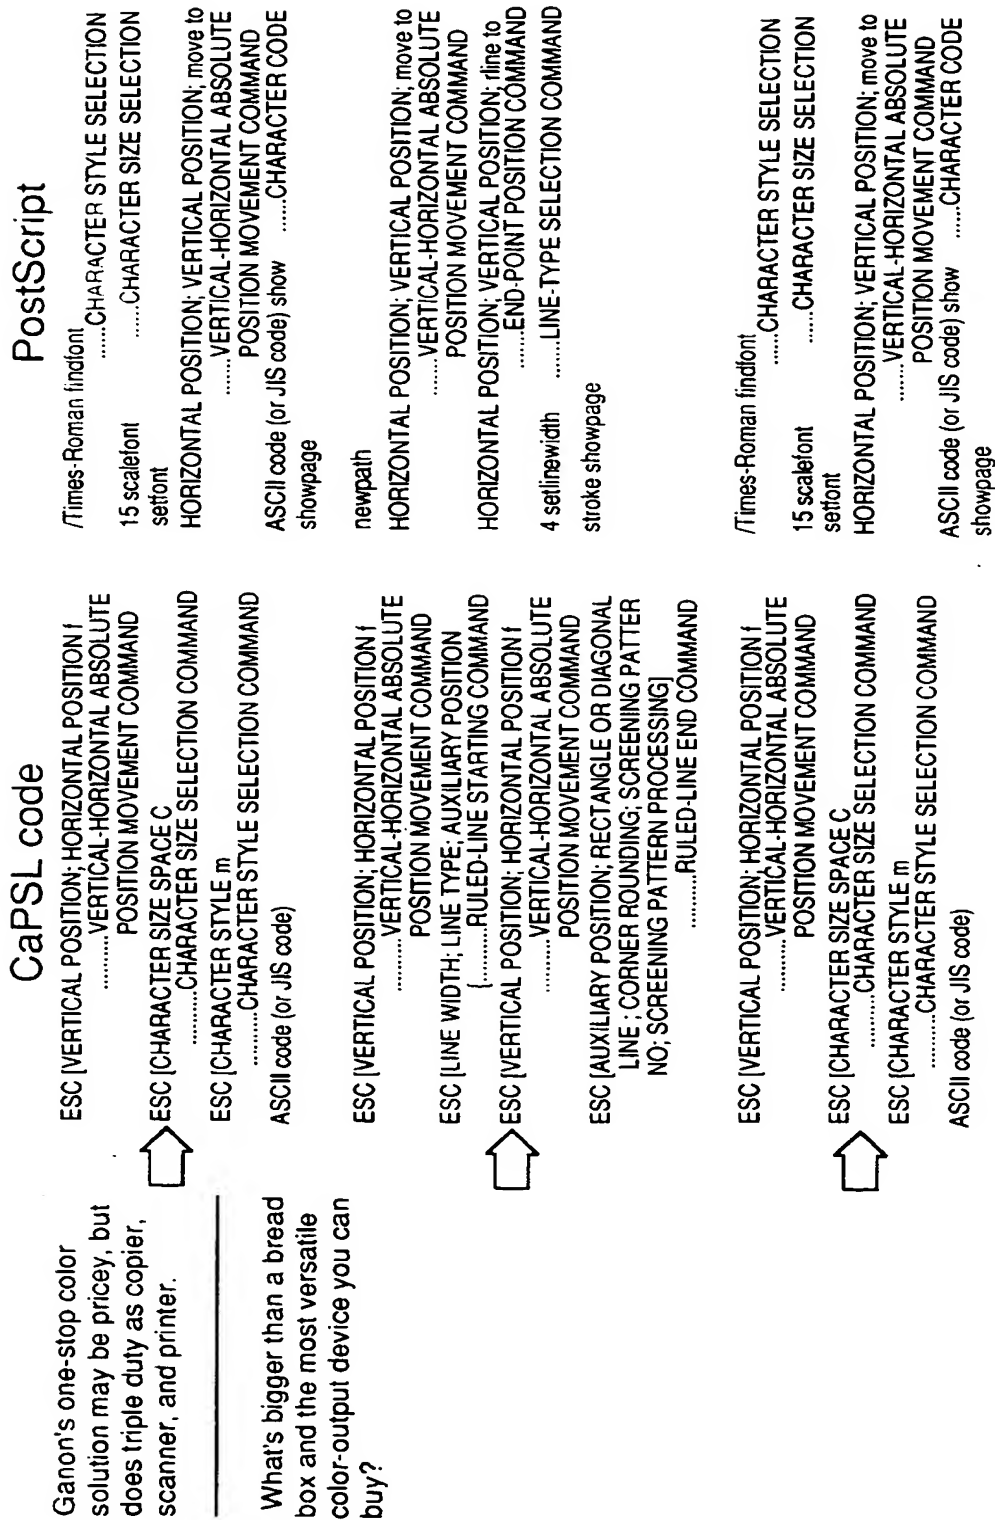 Ganon's one-stop color
solution may be pricey, but
does triple duty as copier,
scanner, and printer.
What's bigger than a bread
box and the most versatile
color-output device you can
buy?
CaPSL code
ESC [VERTICAL POSITION; HORIZONTAL POSITION f
.........VERTICAL-HORIZONTAL ABSOLUTE
POSITION MOVEMENT COMMAND
ESC [CHARACTER SIZE SPACE C
..........CHARACTER SIZE SELECTION COMMAND
ESC [CHARACTER STYLE m
..........CHARACTER STYLE SELECTION COMMAND
ASCII code (or JIS code)
ESC [VERTICAL POSITION; HORIZONTAL POSITION f
.........VERTICAL-HORIZONTAL ABSOLUTE
POSITION MOVEMENT COMMAND
ESC [LINE WIDTH; LINE TYPE; AUXILIARY POSITION
{.........RULED-LINE STARTING COMMAND
ESC [VERTICAL POSITION; HORIZONTAL POSITION f
..........VERTICAL-HORIZONTAL ABSOLUTE
POSITION MOVEMENT COMMAND
ESC [AUXILIARY POSITION; RECTANGLE OR DIAGONAL
LINE ; CORNER ROUNDING; SCREENING PATTER
NO; SCREENING PATTERN PROCESSING]
..........RULED-LINE END COMMAND
ESC [VERTICAL POSITION; HORIZONTAL POSITION f
.........VERTICAL-HORIZONTAL ABSOLUTE
POSITION MOVEMENT COMMAND
ESC [CHARACTER SIZE SPACE C
..........CHARACTER SIZE SELECTION COMMAND
ESC {CHARACTER STYLE m
..........CHARACTER STYLE SELECTION COMMAND
ASCII code (or JIS code)
PostScript
/Times-Roman findfont
.......CHARACTER STYLE SELECTION
15 scalefont .......CHARACTER SIZE SELECTION
setfont
HORIZONTAL POSITION; VERTICAL POSITION; move to
.......VERTICAL-HORIZONTAL ABSOLUTE
POSITION MOVEMENT COMMAND
ASCII code (or JIS code) show .......CHARACTER CODE
showpage
newpath
HORIZONTAL POSITION; VERTICAL POSITION; move to
.......VERTICAL-HORIZONTAL ABSOLUTE
POSITION MOVEMENT COMMAND
HORIZONTAL POSITION; VERTICAL POSITION; rline to
.......END-POINT POSITION COMMAND
4 setlinewidth ........LINE-TYPE SELECTION COMMAND
stroke showpage
/Times-Roman findfont
.......CHARACTER STYLE SELECTION
15 scalefont .......CHARACTER SIZE SELECTION
setfont
HORIZONTAL POSITION; VERTICAL POSITION; move to
.......VERTICAL-HORIZONTAL ABSOLUTE
POSITION MOVEMENT COMMAND
ASCII code (or JIS code) show .......CHARACTER CODE
showpage